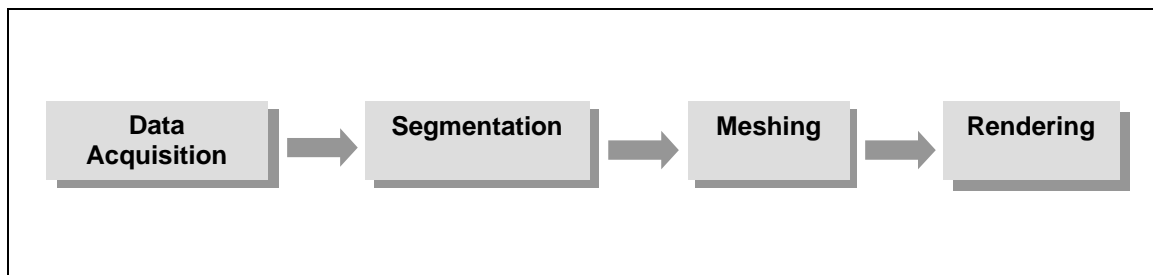 Data
Acquisition
Segmentation
Meshing
Rendering